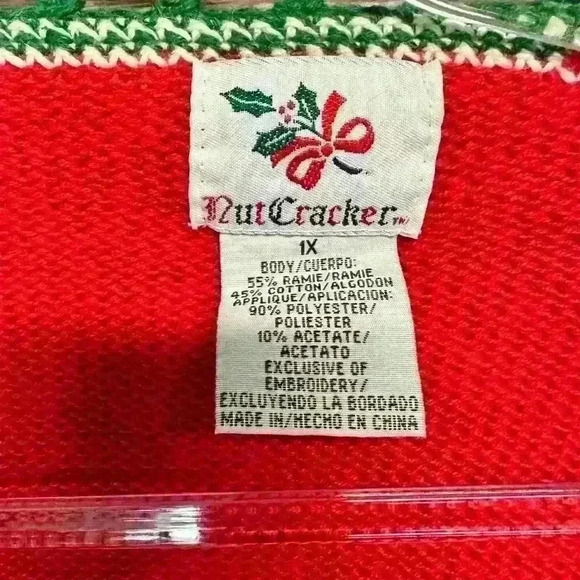 NutCracker™
1X
BODY/CUERPO:
55% RAMIE/RAMIE
45% COTTON/ALGODON
APPLIQUE/APLICACION:
90% POLYESTER/
POLIESTER
10% ACETATE/
ACETATO
EXCLUSIVE OF
EMBROIDERY/
EXCLUYENDO LA BORDADO
MADE IN/HECHO EN CHINA